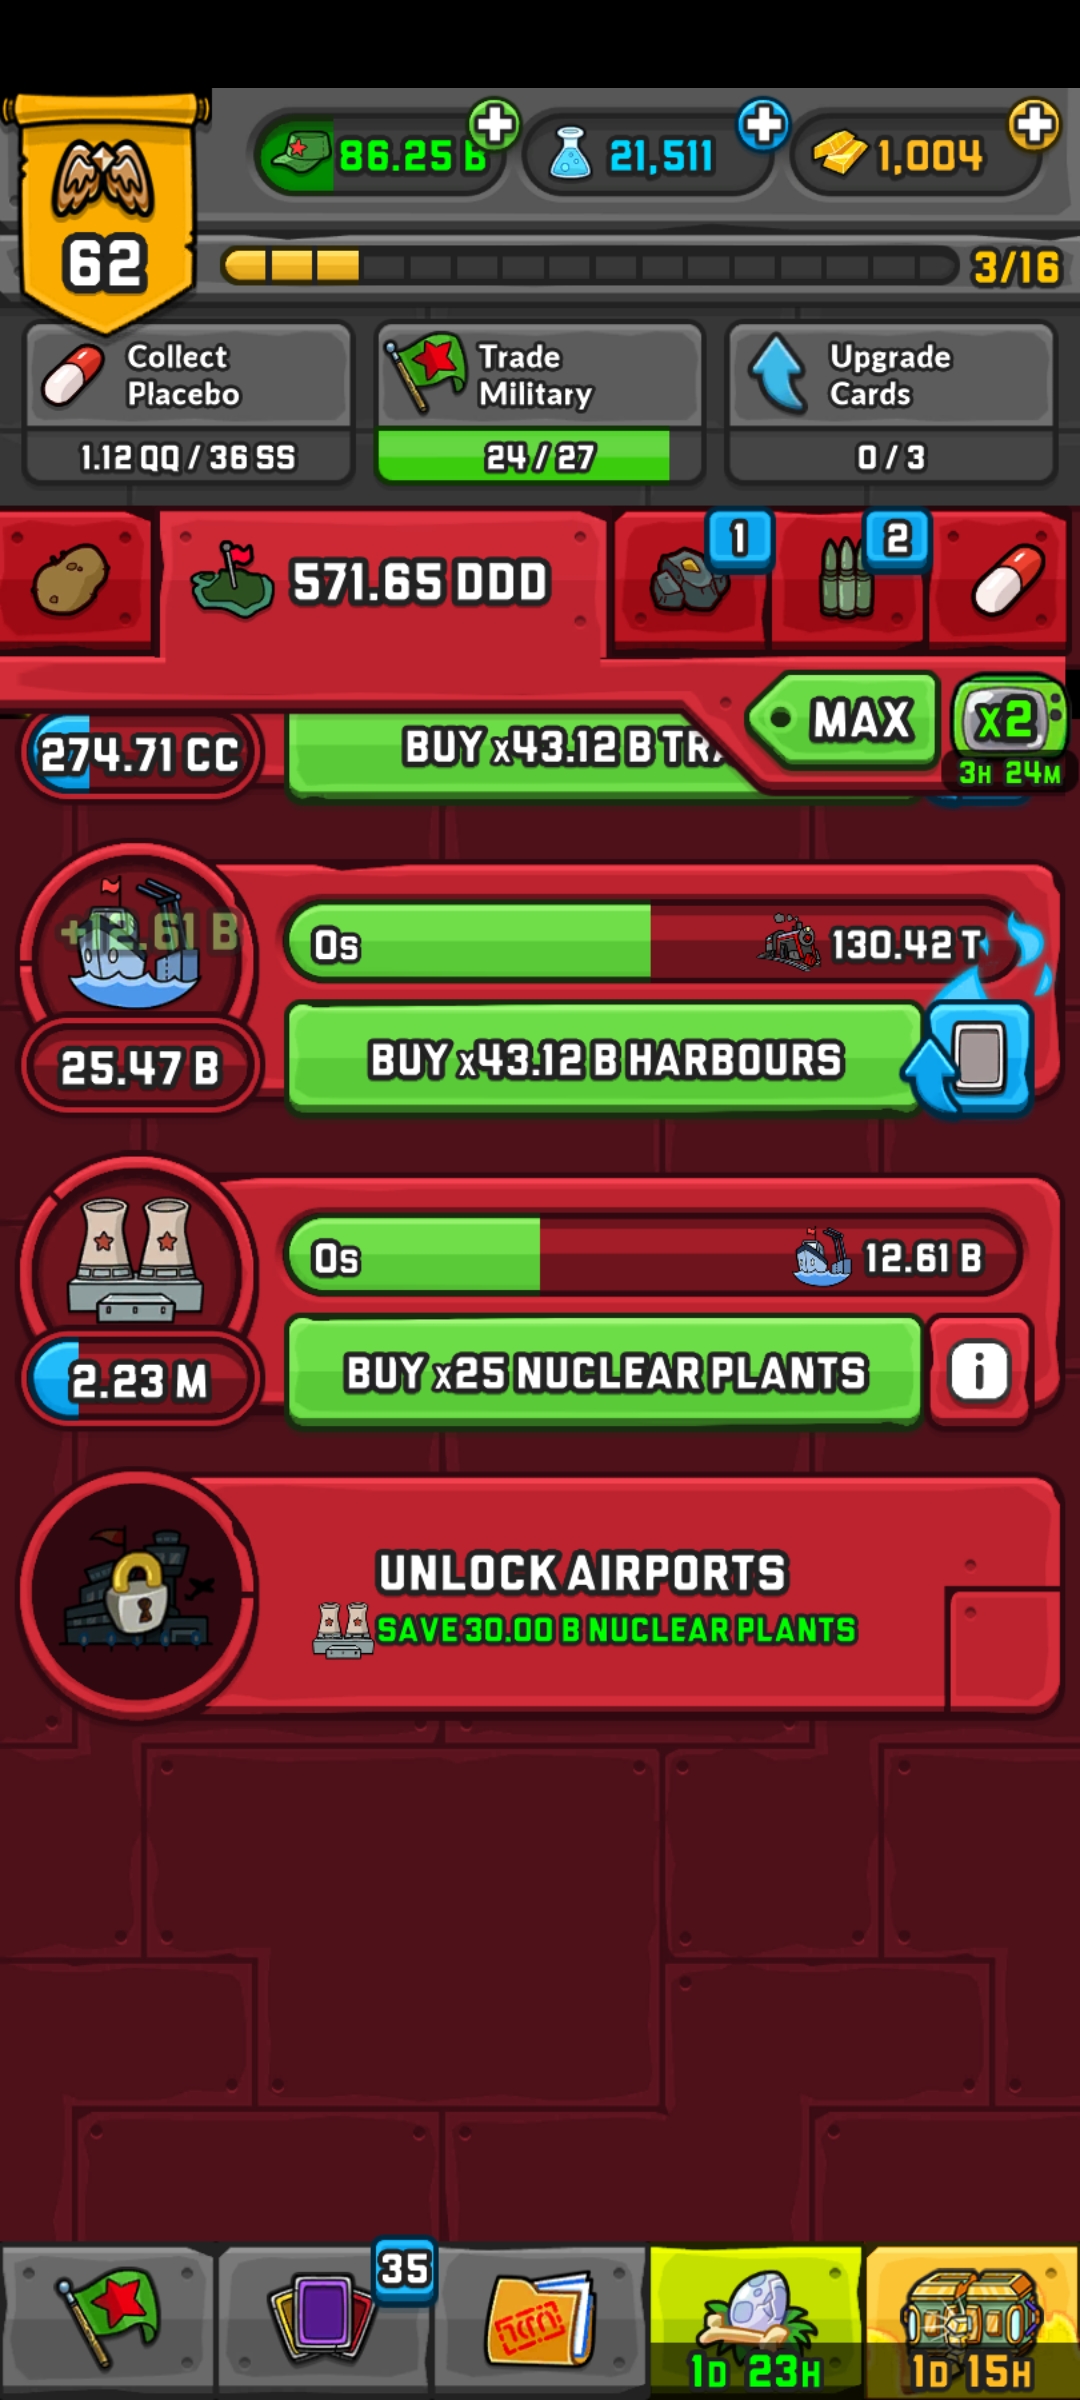 86.25 B
21,511
1,004
62
3/16
Collect
Placebo
1.12 QQ / 36 SS
Trade
Military
24 / 27
Upgrade
Cards
0 / 3
571.65 DDD
1
2
MAX
x2
3H 24M
274.71 CC
BUY x43.12 B TRA
+12.61 B
0s
130.42 T
25.47 B
BUY x43.12 B HARBOURS
0s
12.61 B
2.23 M
BUY x25 NUCLEAR PLANTS
i
UNLOCK AIRPORTS
SAVE 30.00 B NUCLEAR PLANTS
35
1D 23H
1D 15H